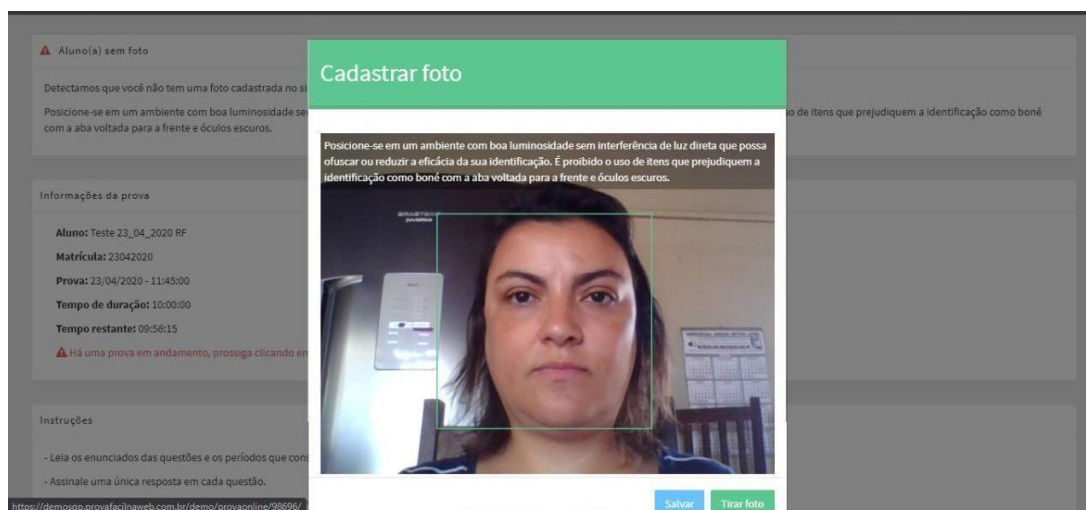 Aluno(a) sem foto
Detectamos que você não tem uma foto cadastrada no si
Posicione-se em um ambiente com boa luminosidade se
so de itens que prejudiquem a identificação como boné
com a aba voltada para a frente e óculos escuros.
Cadastrar foto
Posicione-se em um ambiente com boa luminosidade sem interferência de luz direta que possa
ofuscar ou reduzir a eficácia da sua identificação. É proibido o uso de itens que prejudiquem a
identificação como boné com a aba voltada para a frente e óculos escuros.
BRASTEMP
Informações da prova
Aluno: Teste 23_04_2020 RF
Matrícula: 23042020
Prova: 23/04/2020 - 11:45:00
Tempo de duração: 10:00:00
Tempo restante: 09:56:15
Há uma prova em andamento, prossiga clicando en
Instruções
- Leia os enunciados das questões e os períodos que cons
- Assinale uma única resposta em cada questão.
Salvar
Tirar foto
https://demosgp.provafacilnaweb.com.br/demo/provaonline/98696/